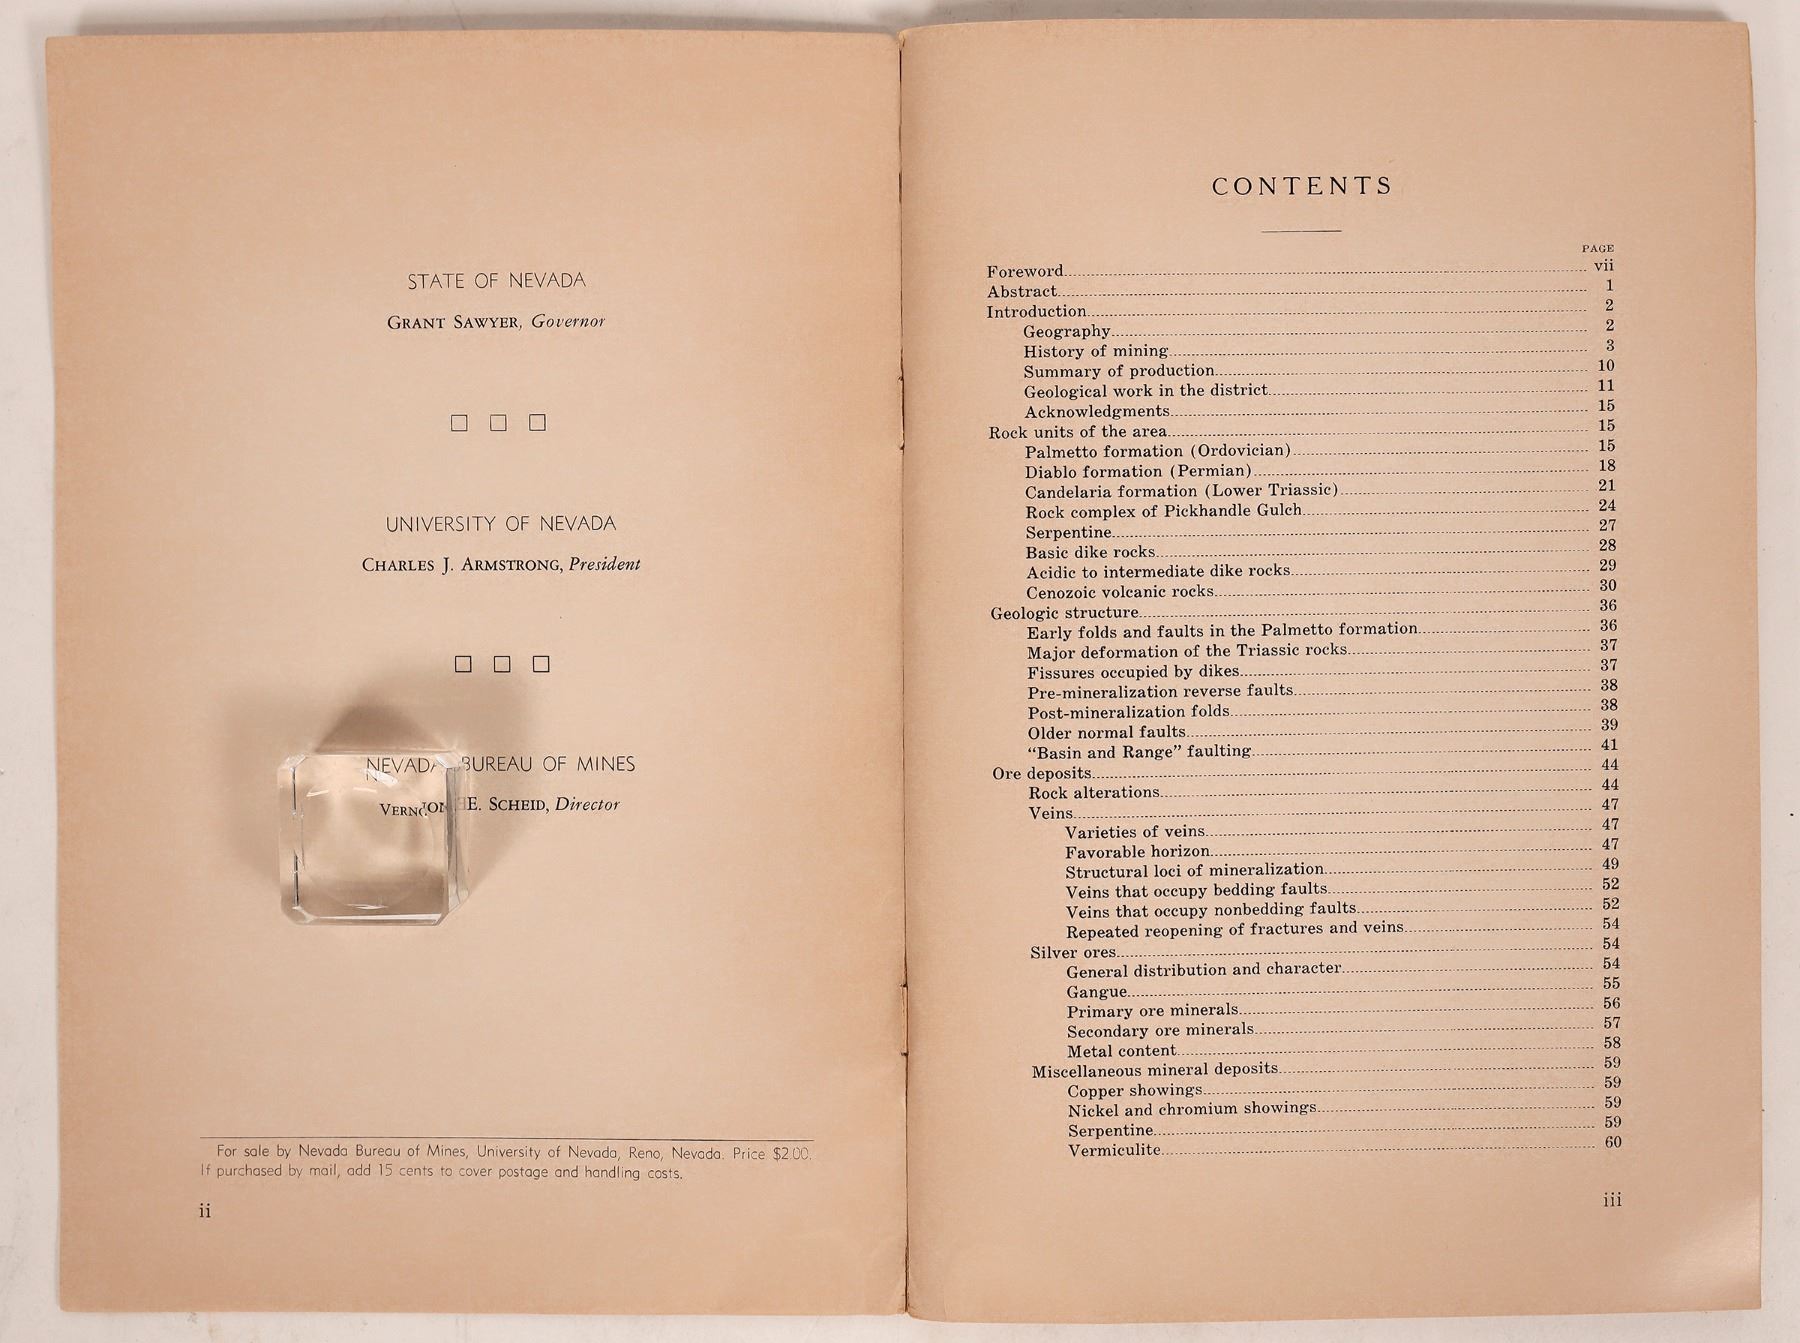 STATE OF NEVADA
GRANT SAWYER, Governor
UNIVERSITY OF NEVADA
CHARLES J. ARMSTRONG, President
NEVADA BUREAU OF MINES
VERNON E. SCHEID, Director
For sale by Nevada Bureau of Mines, University of Nevada, Reno, Nevada. Price $2.00.
If purchased by mail, add 15 cents to cover postage and handling costs.
ii
CONTENTS
PAGE
Foreword vii
Abstract 1
Introduction 2
Geography 2
History of mining 3
Summary of production 10
Geological work in the district 11
Acknowledgments 15
Rock units of the area 15
Palmetto formation (Ordovician) 15
Diablo formation (Permian) 18
Candelaria formation (Lower Triassic) 21
Rock complex of Pickhandle Gulch 24
Serpentine 27
Basic dike rocks 28
Acidic to intermediate dike rocks 29
Cenozoic volcanic rocks 30
Geologic structure 36
Early folds and faults in the Palmetto formation 36
Major deformation of the Triassic rocks 37
Fissures occupied by dikes 37
Pre-mineralization reverse faults 38
Post-mineralization folds 38
Older normal faults 39
"Basin and Range" faulting 41
Ore deposits 44
Rock alterations 44
Veins 47
Varieties of veins 47
Favorable horizon 47
Structural loci of mineralization 49
Veins that occupy bedding faults 52
Veins that occupy nonbedding faults 52
Repeated reopening of fractures and veins 54
Silver ores 54
General distribution and character 54
Gangue 55
Primary ore minerals 56
Secondary ore minerals 57
Metal content 58
Miscellaneous mineral deposits 59
Copper showings 59
Nickel and chromium showings 59
Serpentine 59
Vermiculite 60
iii